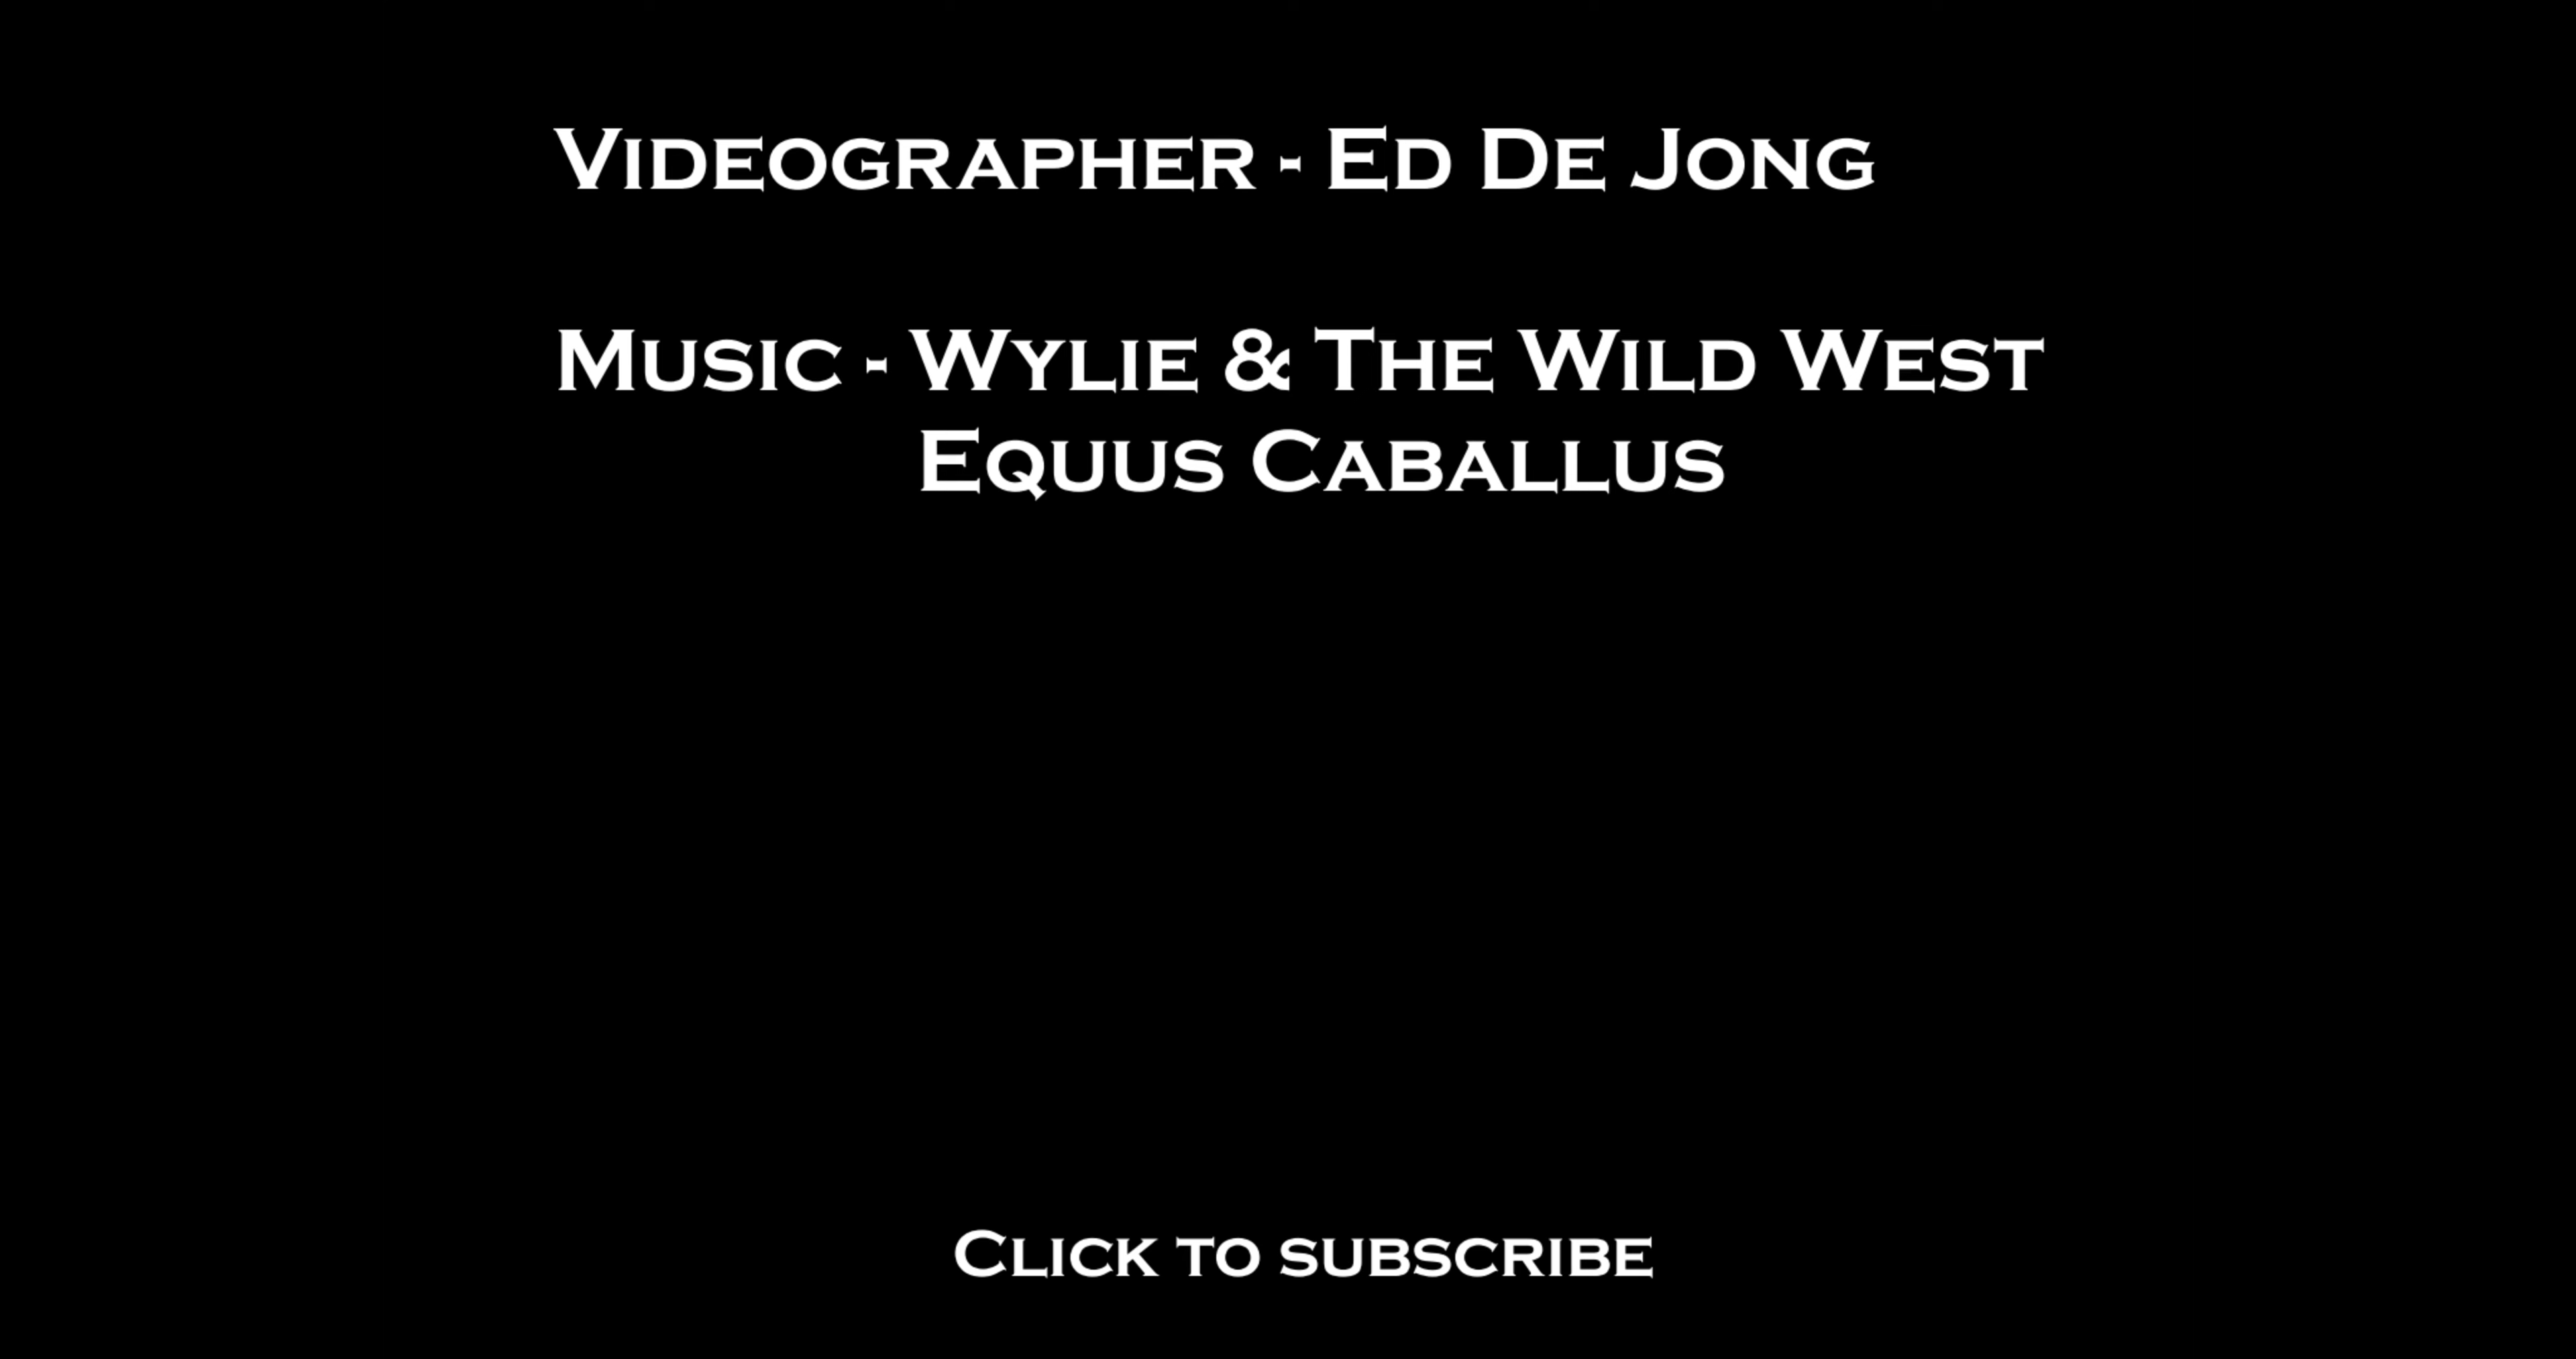 Videographer - Ed De Jong
Music - Wylie & The Wild West
Equus Caballus
Click to subscribe